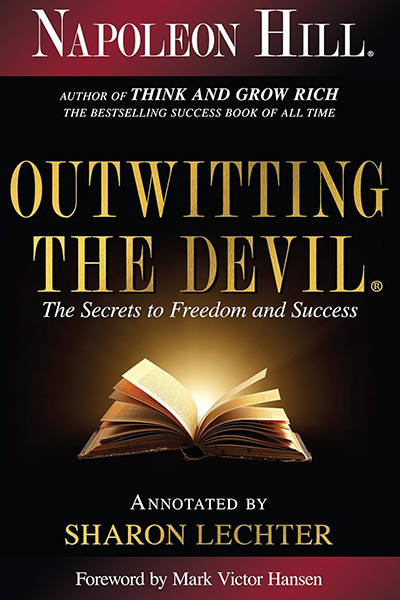 NAPOLEON HILL®
AUTHOR OF THINK AND GROW RICH
THE BESTSELLING SUCCESS BOOK OF ALL TIME
OUTWITTING
THE DEVIL®
The Secrets to Freedom and Success
ANNOTATED BY
SHARON LECHTER
Foreword by Mark Victor Hansen